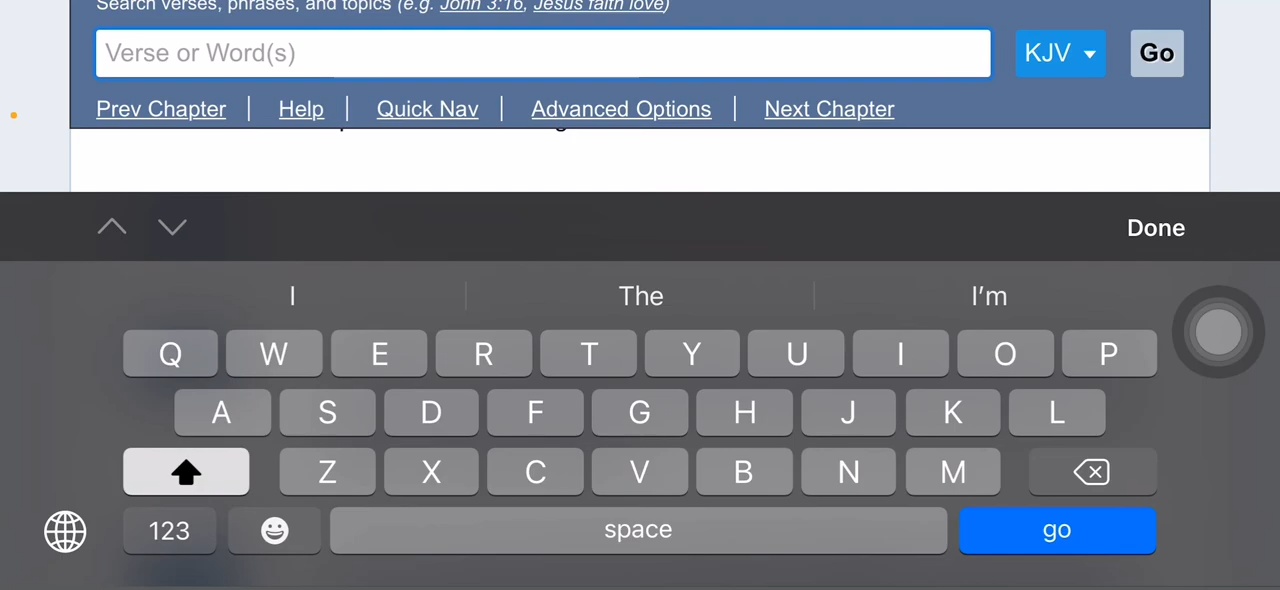 Search verses, phrases, and topics (e.g. John 3:16, Jesus faith love)
Verse or Word(s)
KJV
Go
Prev Chapter | Help | Quick Nav | Advanced Options | Next Chapter
Done
I The I'm
Q W E R T Y U I O P
A S D F G H J K L
Z X C V B N M
123 space go